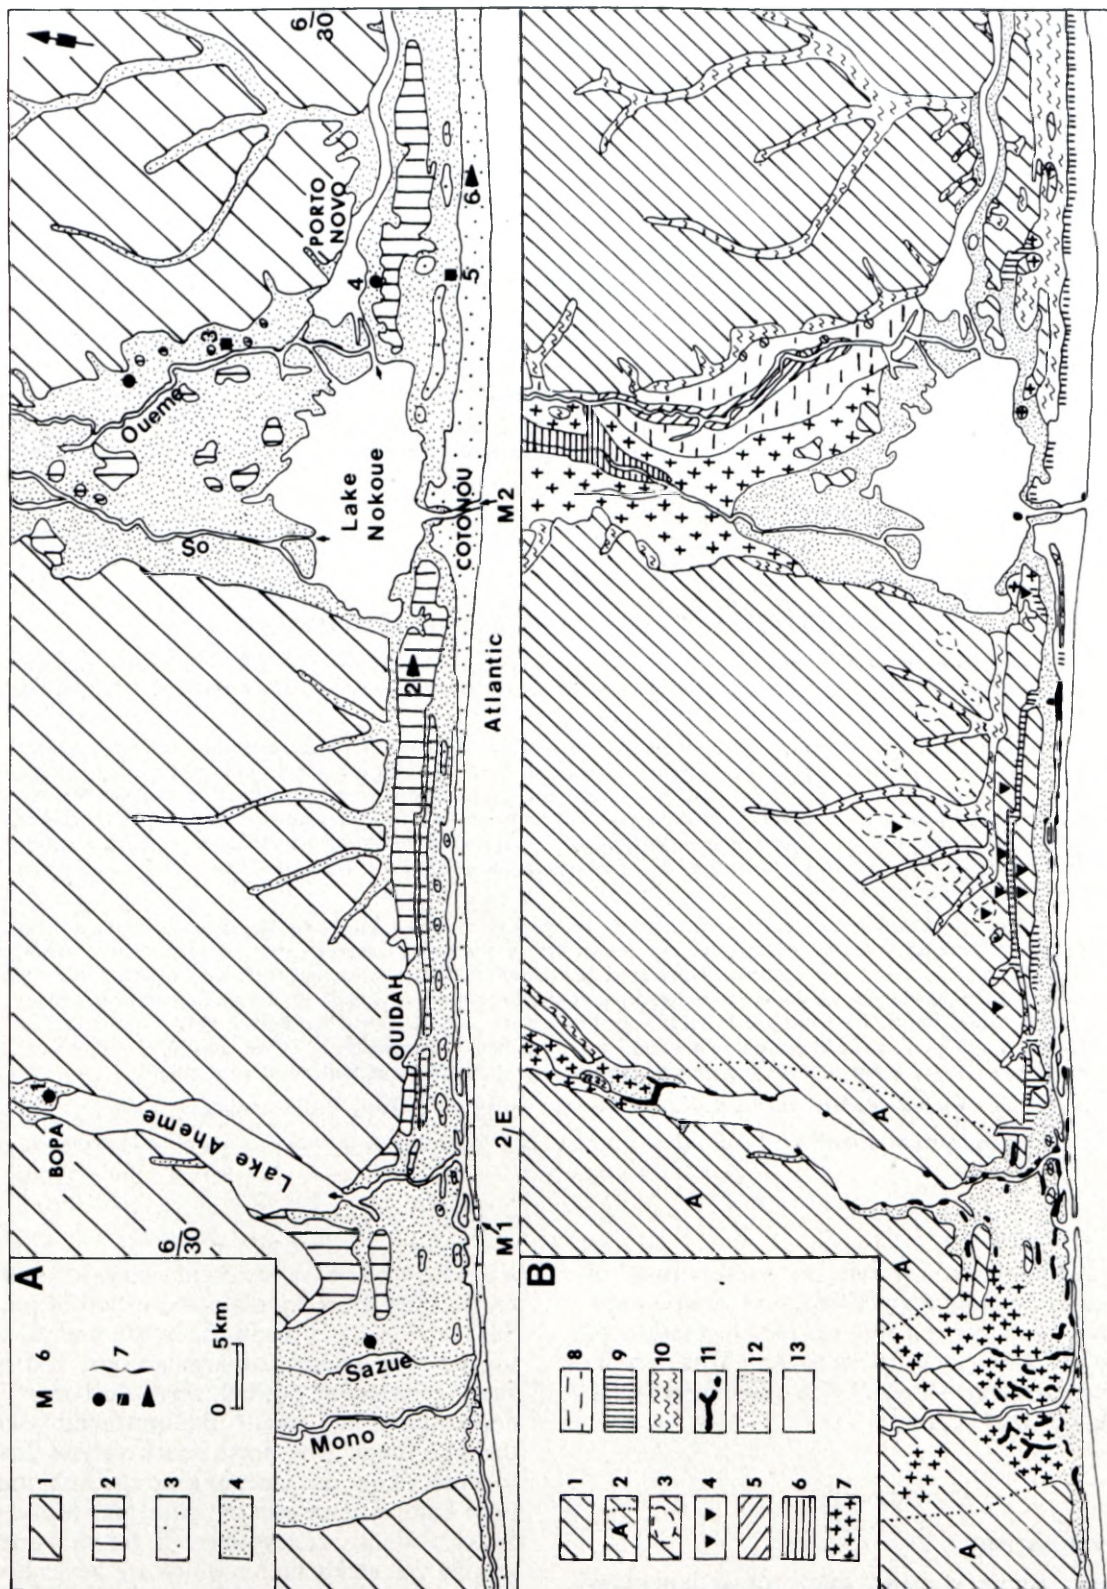 A
1
2
3
4
M 6
7
0 5km
6/30
6/30
BOPA
1
Lake Aheme
Sazue
Mono
M1
2/E
OUIDAH
2
Atlantic
So
Oueme
3
Lake
Nokoue
COTONOU
M2
PORTO
NOVO
4
5
6
B
1
A 2
3
4
5
6
7
8
9
10
11
12
13
A
A
A
A